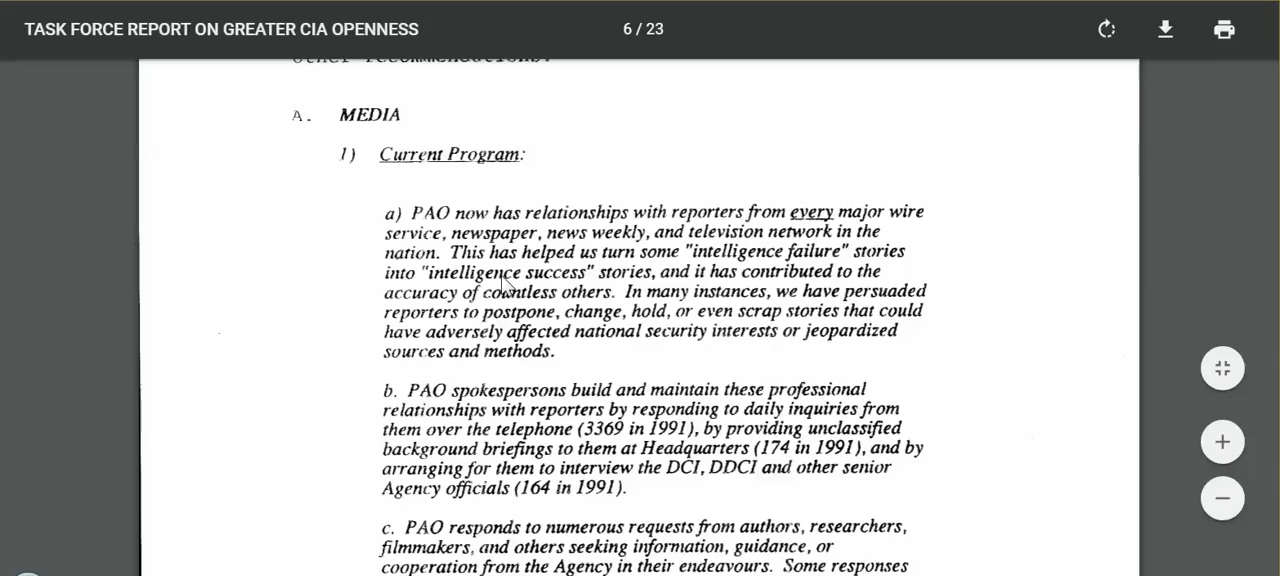 TASK FORCE REPORT ON GREATER CIA OPENNESS
6 / 23
other recommendations.
A. MEDIA
1) Current Program:
a) PAO now has relationships with reporters from every major wire
service, newspaper, news weekly, and television network in the
nation. This has helped us turn some "intelligence failure" stories
into "intelligence success" stories, and it has contributed to the
accuracy of countless others. In many instances, we have persuaded
reporters to postpone, change, hold, or even scrap stories that could
have adversely affected national security interests or jeopardized
sources and methods.
b. PAO spokespersons build and maintain these professional
relationships with reporters by responding to daily inquiries from
them over the telephone (3369 in 1991), by providing unclassified
background briefings to them at Headquarters (174 in 1991), and by
arranging for them to interview the DCI, DDCI and other senior
Agency officials (164 in 1991).
c. PAO responds to numerous requests from authors, researchers,
filmmakers, and others seeking information, guidance, or
cooperation from the Agency in their endeavours. Some responses